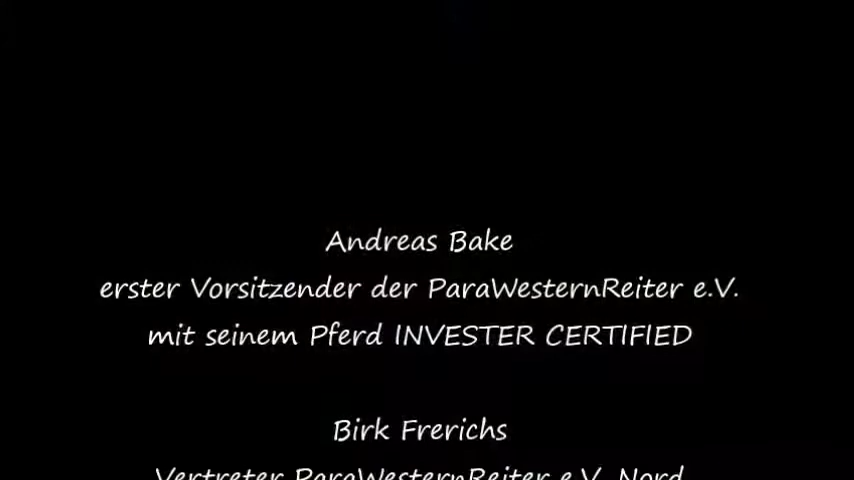 Andreas Bake
erster Vorsitzender der ParaWesternReiter e.V.
mit seinem Pferd INVESTER CERTIFIED
Birk Frerichs
Vertreter ParaWesternReiter e.V. Nord